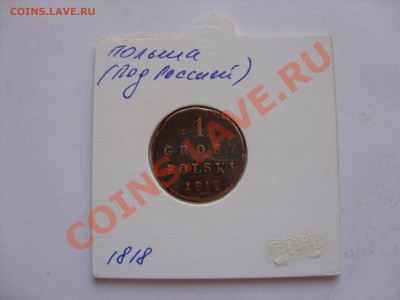 COINS.LAVE.RU
Польша
(Под Россией)
1
GROSZ
POLSKI
1818
1818
COINS.LAVE.RU